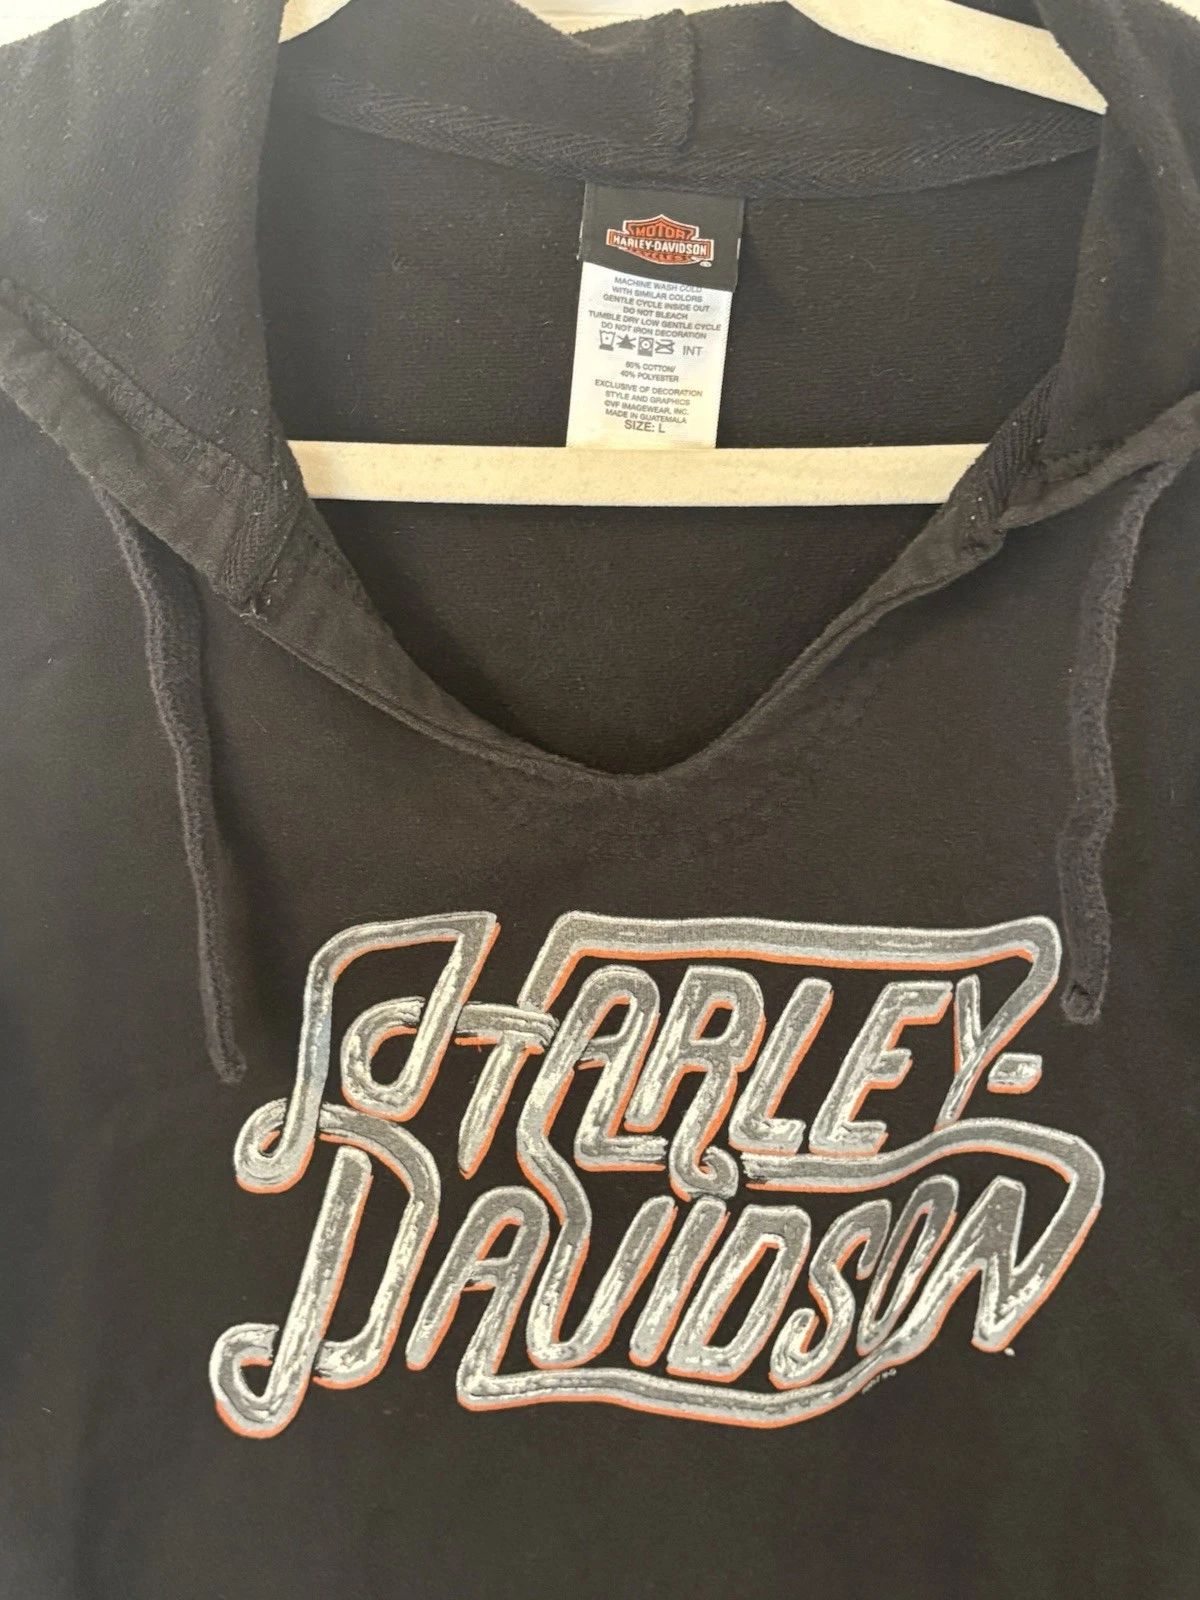 MOTOR
HARLEY-DAVIDSON
CYCLES
MACHINE WASH COLD
WITH SIMILAR COLORS
GENTLE CYCLE INSIDE OUT
DO NOT BLEACH
TUMBLE DRY LOW GENTLE CYCLE
DO NOT IRON DECORATION
INT
60% COTTON/
40% POLYESTER
EXCLUSIVE OF DECORATION
STYLE AND GRAPHICS
©VF IMAGEWEAR, INC.
MADE IN GUATEMALA
SIZE: L
HARLEY-
DAVIDSON